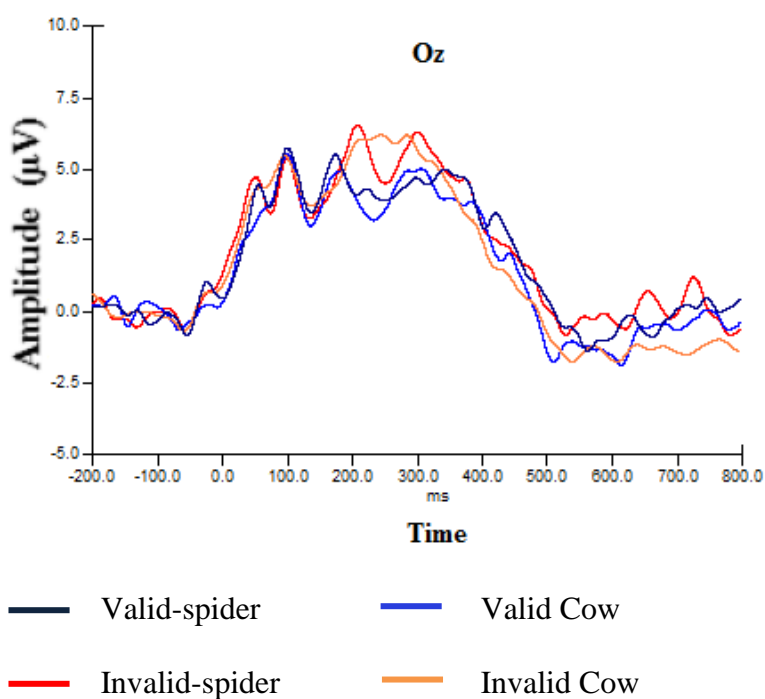 10.0
Oz
7.5
5.0
2.5
0.0
-2.5
-5.0
Amplitude (µV)
-200.0 -100.0 0.0 100.0 200.0 300.0 400.0 500.0 600.0 700.0 800.0
ms
Time
Valid-spider Valid Cow
Invalid-spider Invalid Cow